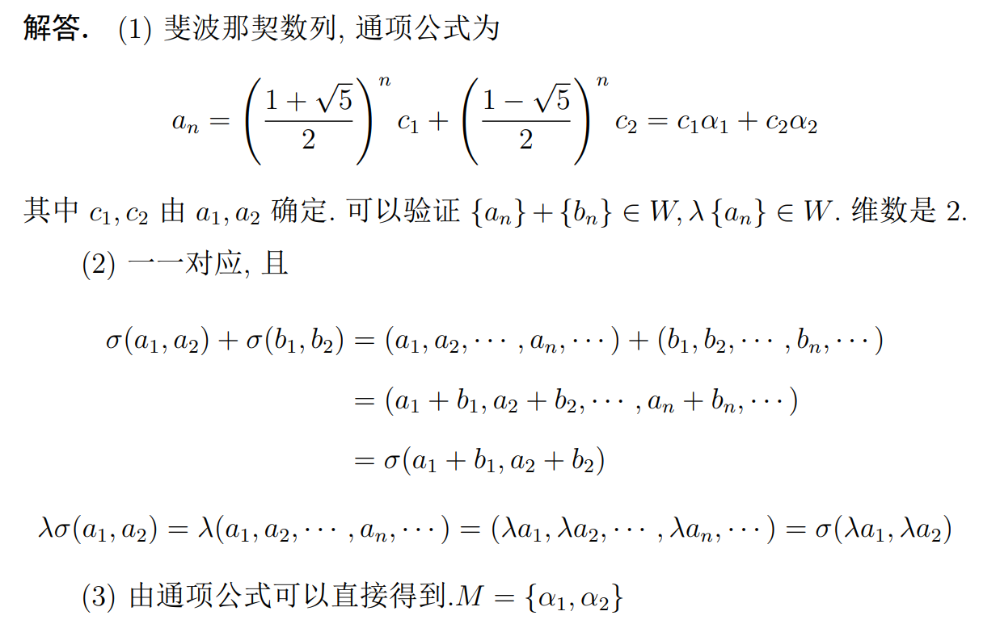 解答. (1) 斐波那契数列, 通项公式为
$a_n = \left(\frac{1+\sqrt{5}}{2}\right)^n c_1 + \left(\frac{1-\sqrt{5}}{2}\right)^n c_2 = c_1\alpha_1 + c_2\alpha_2$
其中 $c_1, c_2$ 由 $a_1, a_2$ 确定. 可以验证 $\{a_n\} + \{b_n\} \in W, \lambda\{a_n\} \in W$. 维数是 2.
(2) 一一对应, 且
$\sigma(a_1, a_2) + \sigma(b_1, b_2) = (a_1, a_2, \cdots, a_n, \cdots) + (b_1, b_2, \cdots, b_n, \cdots)$
$= (a_1 + b_1, a_2 + b_2, \cdots, a_n + b_n, \cdots)$
$= \sigma(a_1 + b_1, a_2 + b_2)$
$\lambda\sigma(a_1, a_2) = \lambda(a_1, a_2, \cdots, a_n, \cdots) = (\lambda a_1, \lambda a_2, \cdots, \lambda a_n, \cdots) = \sigma(\lambda a_1, \lambda a_2)$
(3) 由通项公式可以直接得到.$M = \{\alpha_1, \alpha_2\}$